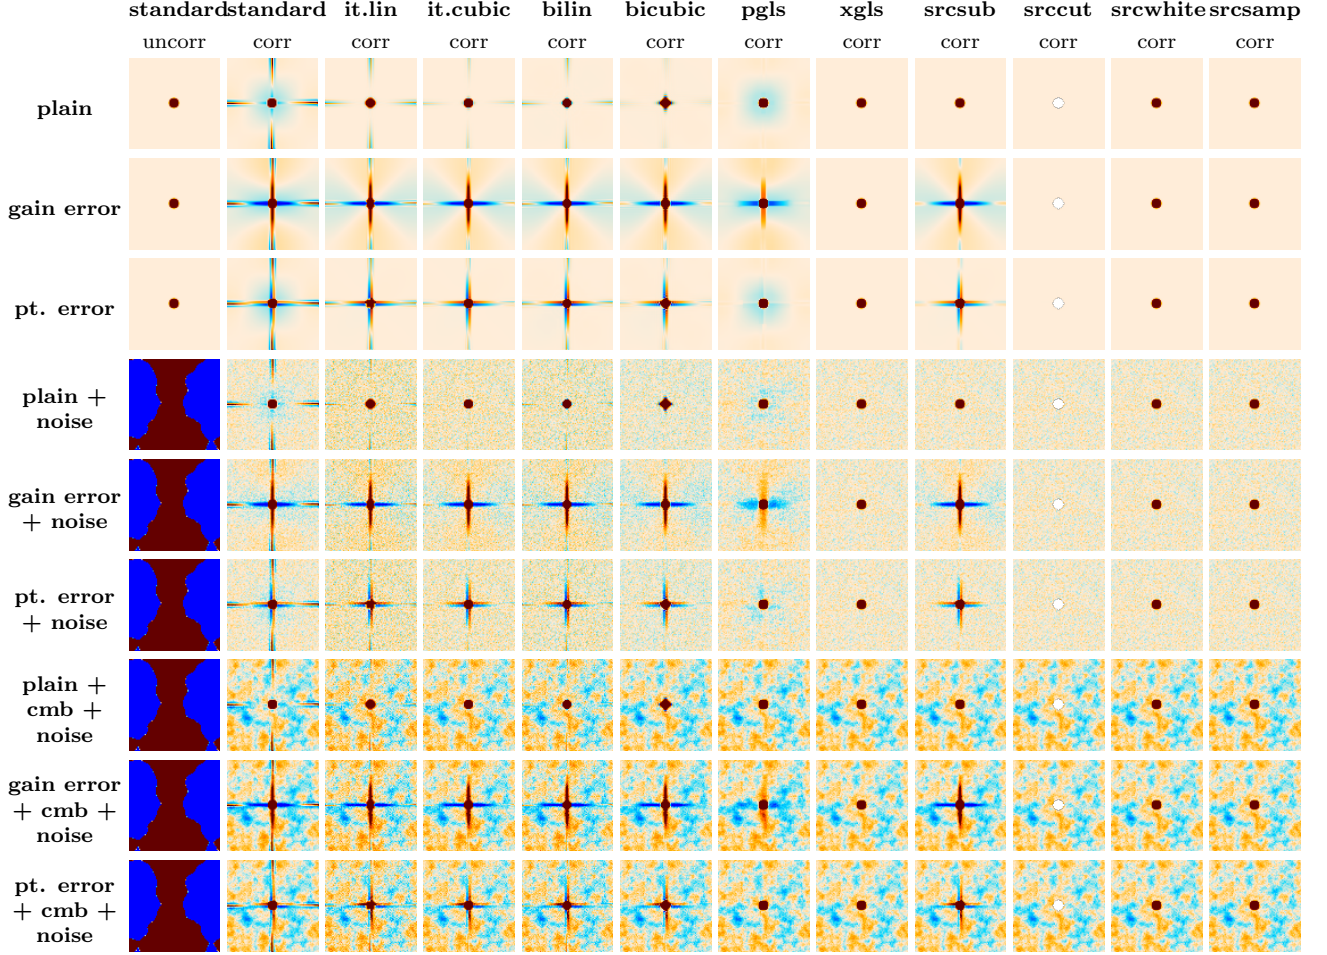 standard standard it.lin it.cubic bilin bicubic pgls xgls srcsub srccut srcwhite srcsamp
uncorr corr corr corr corr corr corr corr corr corr corr corr
plain
gain error
pt. error
plain +
noise
gain error
+ noise
pt. error
+ noise
plain +
cmb +
noise
gain error
+ cmb +
noise
pt. error
+ cmb +
noise